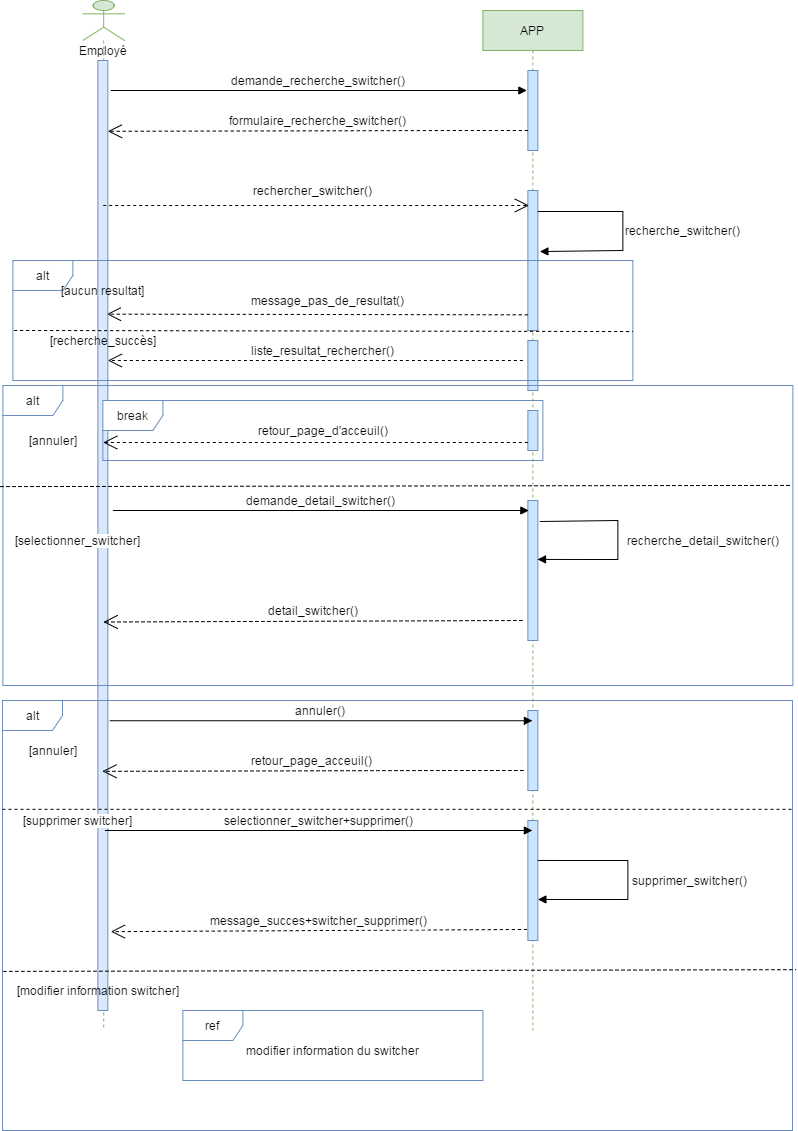 Employé
APP
demande_recherche_switcher()
formulaire_recherche_switcher()
rechercher_switcher()
recherche_switcher()
alt
[aucun resultat]
message_pas_de_resultat()
[recherche_succès]
liste_resultat_rechercher()
alt
break
retour_page_d'acceuil()
[annuler]
demande_detail_switcher()
[selectionner_switcher]
recherche_detail_switcher()
detail_switcher()
alt
annuler()
[annuler]
retour_page_acceuil()
[supprimer switcher]
selectionner_switcher+supprimer()
supprimer_switcher()
message_succes+switcher_supprimer()
[modifier information switcher]
ref
modifier information du switcher